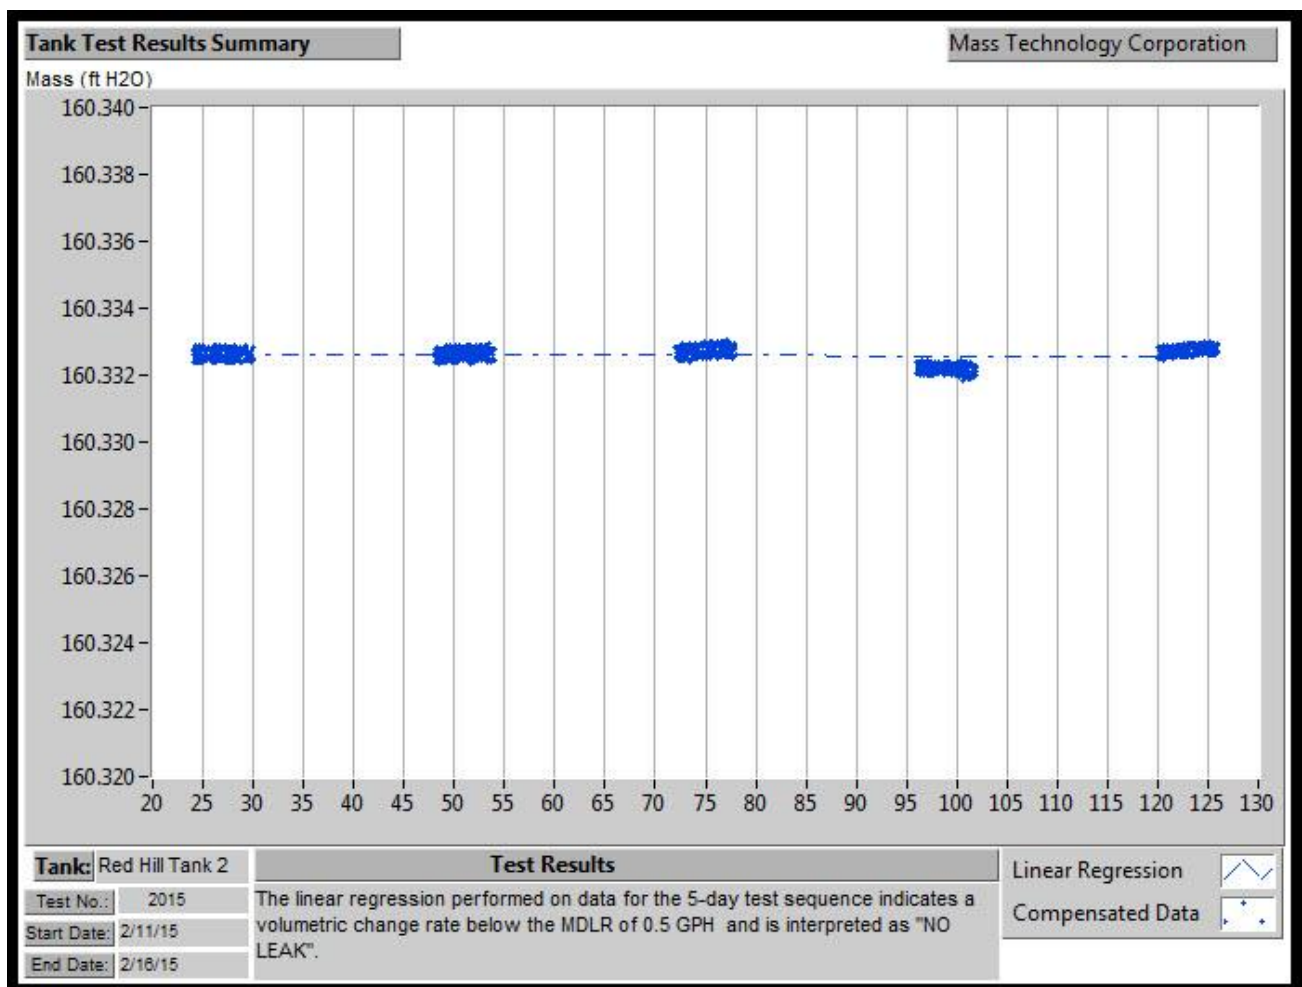 Tank Test Results Summary
Mass Technology Corporation
Mass (ft H2O)
160.340
160.338
160.336
160.334
160.332
160.330
160.328
160.326
160.324
160.322
160.320
20 25 30 35 40 45 50 55 60 65 70 75 80 85 90 95 100 105 110 115 120 125 130
Tank: Red Hill Tank 2
Test No.: 2015
Start Date: 2/11/15
End Date: 2/16/15
Test Results
The linear regression performed on data for the 5-day test sequence indicates a
volumetric change rate below the MDLR of 0.5 GPH and is interpreted as "NO
LEAK".
Linear Regression
Compensated Data